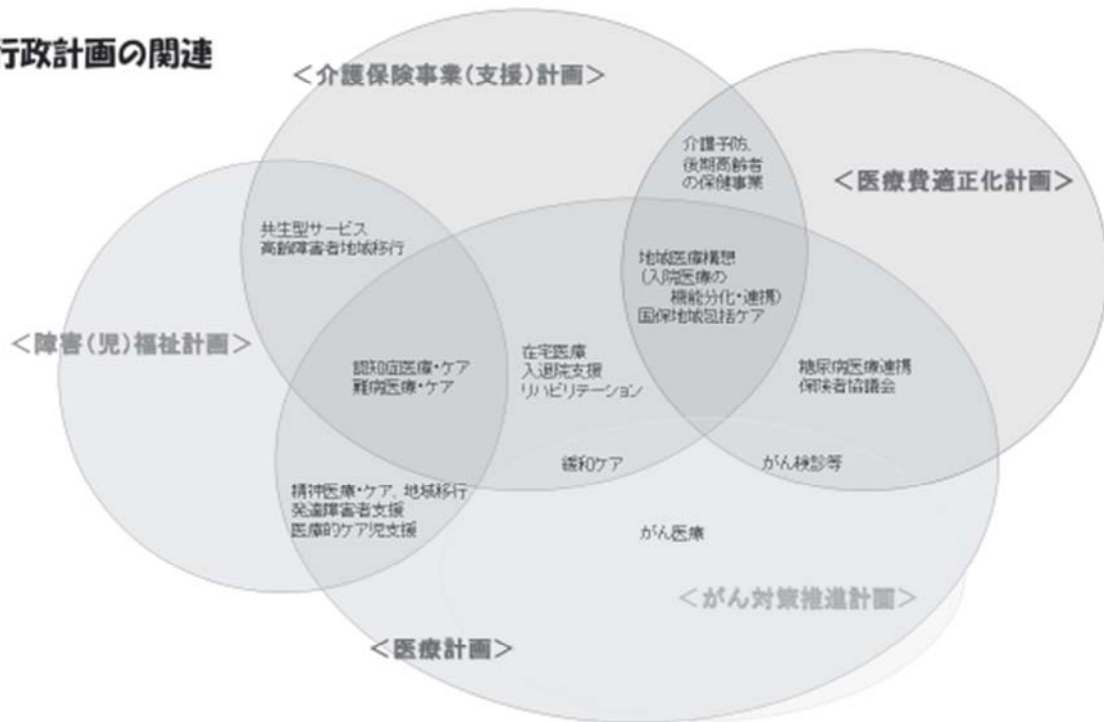 行政計画の関連
<介護保険事業(支援)計画>
介護予防、
後期高齢者
の保健事業
<医療費適正化計画>
共生型サービス
高齢障害者地域移行
地域医療構想
(入院医療の
機能分化・連携)
国保地域包括ケア
<障害(児)福祉計画>
認知症医療・ケア
難病医療・ケア
在宅医療
入退院支援
リハビリテーション
糖尿病医療連携
保険者協議会
緩和ケア
がん検診等
精神医療・ケア、地域移行
発達障害者支援
医療的ケア児支援
がん医療
<がん対策推進計画>
<医療計画>